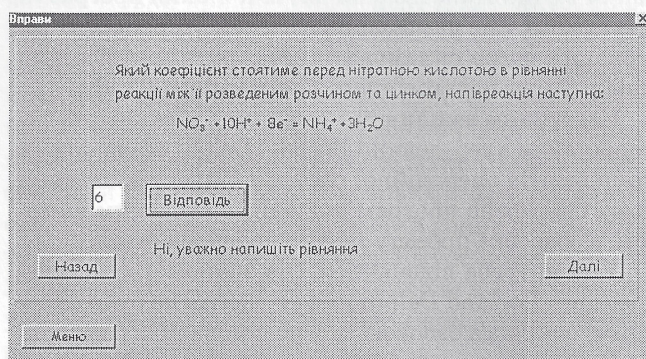 Вправи
Який коефіцієнт стоятиме перед нітратною кислотою в рівнянні
реакції між її розведеним розчином та цинком, напівреакція наступна:
NO₃⁻ +10H⁺ + 8e⁻ = NH₄⁺ +3H₂O
6
Відповідь
Ні, уважно напишіть рівняння
Назад
Далі
Меню